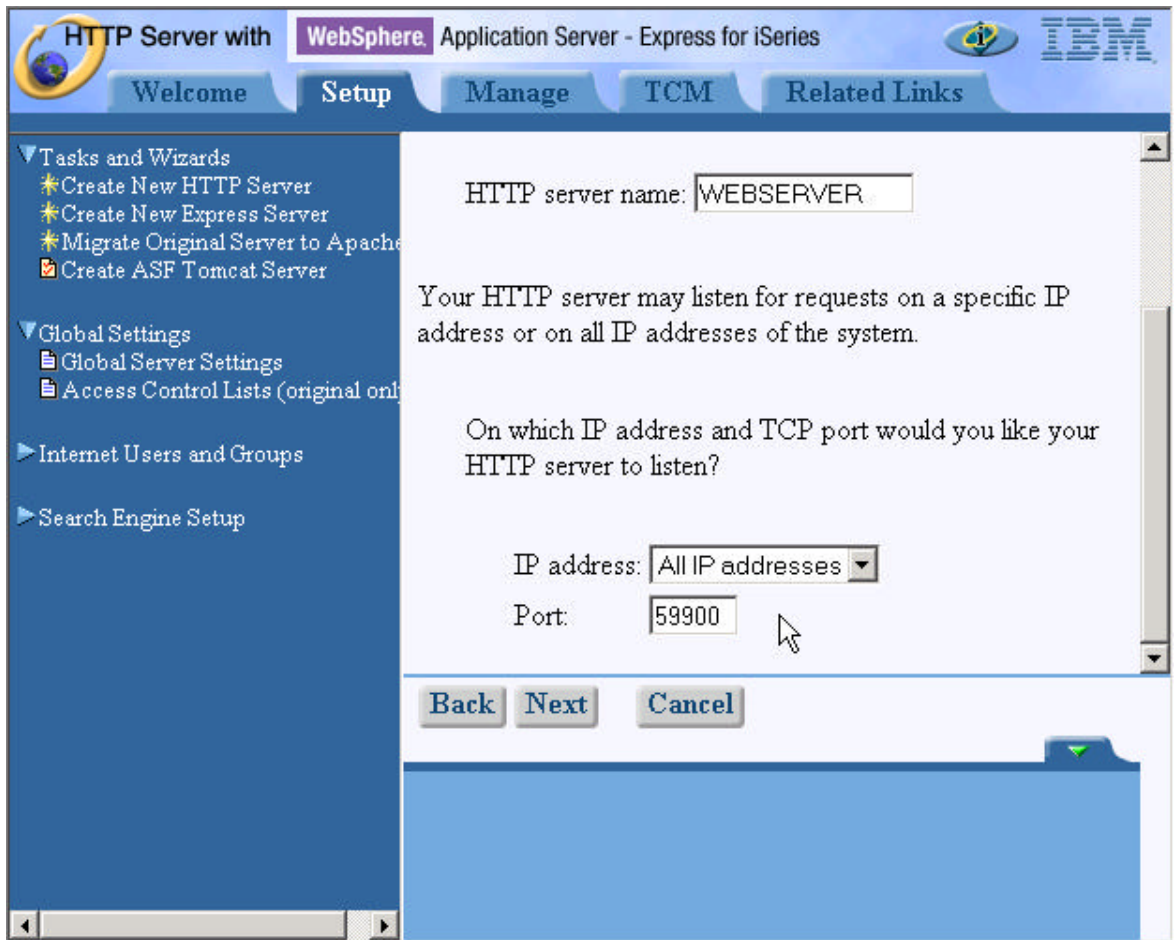 HTTP Server with WebSphere. Application Server - Express for iSeries IBM
Welcome Setup Manage TCM Related Links
Tasks and Wizards
Create New HTTP Server
Create New Express Server
Migrate Original Server to Apache
Create ASF Tomcat Server
Global Settings
Global Server Settings
Access Control Lists (original onl
Internet Users and Groups
Search Engine Setup
HTTP server name: WEBSERVER
Your HTTP server may listen for requests on a specific IP
address or on all IP addresses of the system.
On which IP address and TCP port would you like your
HTTP server to listen?
IP address: All IP addresses
Port: 59900
Back Next Cancel